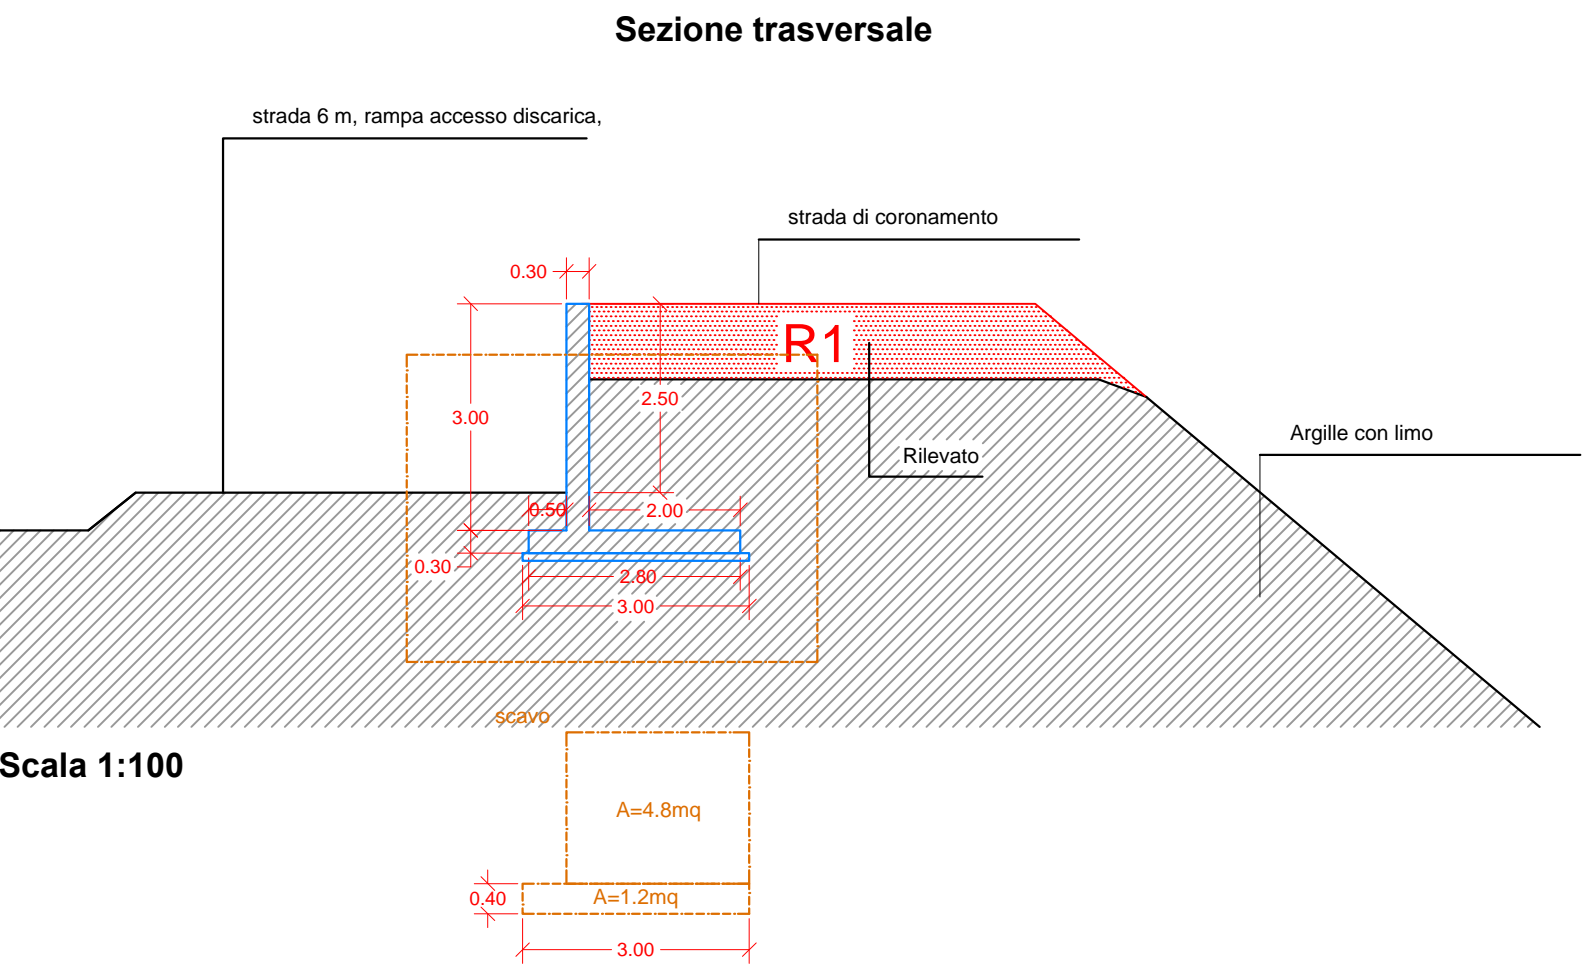 Sezione trasversale
strada 6 m, rampa accesso discarica,
strada di coronamento
0.30
R1
2.50
3.00
Argille con limo
Rilevato
0.50
2.00
0.30
2.80
3.00
scavo
Scala 1:100
A=4.8mq
A=1.2mq
0.40
3.00